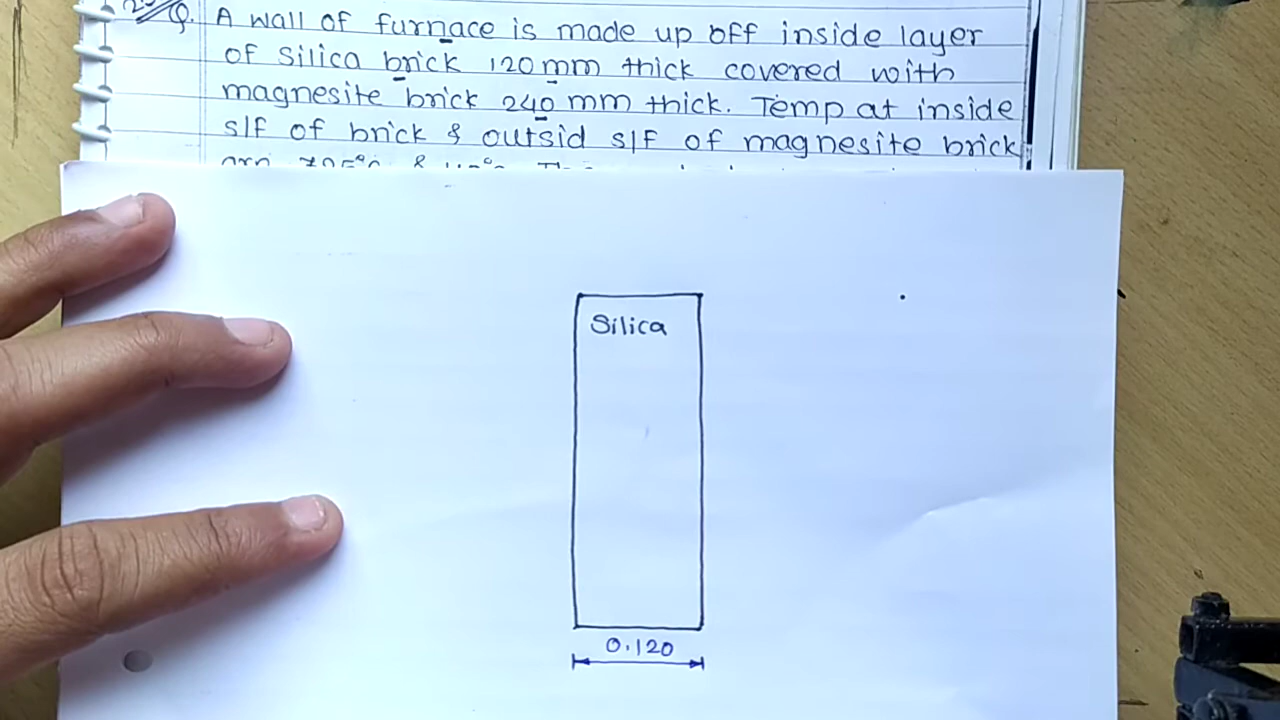 Q. A wall of furnace is made up off inside layer
of silica brick 120 mm thick covered with
magnesite brick 240 mm thick. Temp at inside
s/f of brick & outsid s/f of magnesite brick
Silica
0.120